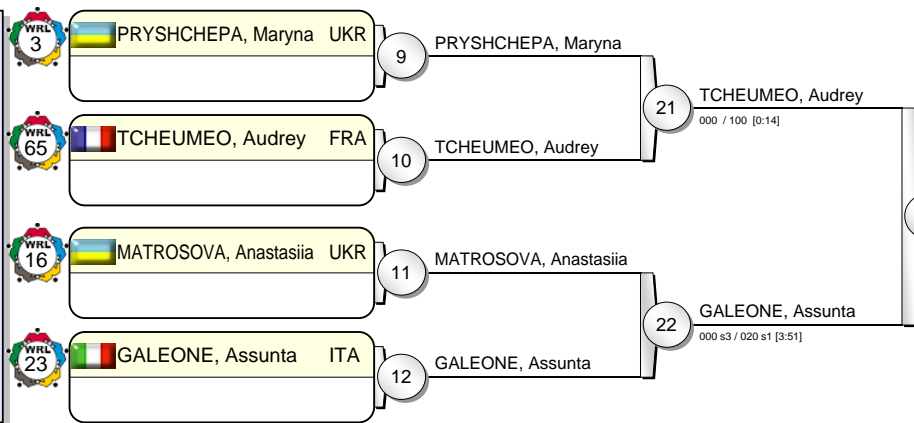 WRL
3
PRYSHCHEPA, Maryna UKR
9
PRYSHCHEPA, Maryna
21
TCHEUMEO, Audrey
000 / 100 [0:14]
WRL
65
TCHEUMEO, Audrey FRA
10
TCHEUMEO, Audrey
WRL
16
MATROSOVA, Anastasiia UKR
11
MATROSOVA, Anastasiia
22
GALEONE, Assunta
000 s3 / 020 s1 [3:51]
WRL
23
GALEONE, Assunta ITA
12
GALEONE, Assunta